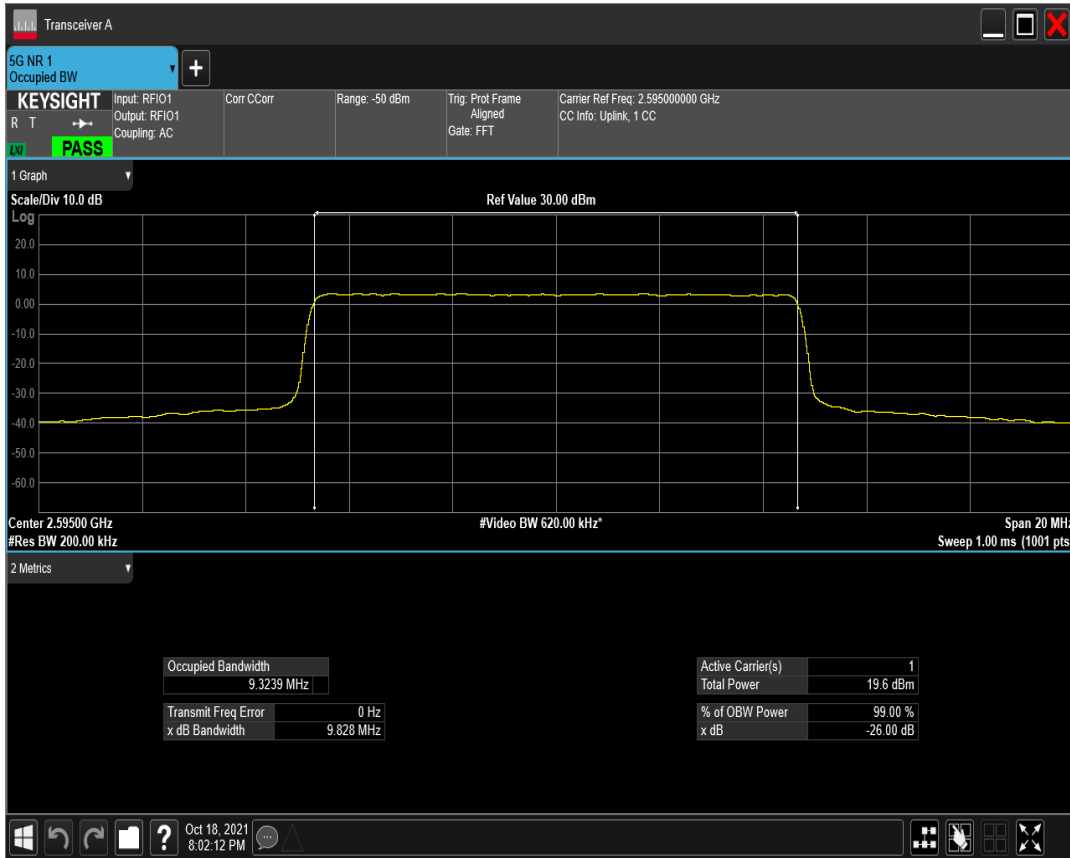 Transceiver A
5G NR 1
Occupied BW
KEYSIGHT
R T
LXI
PASS
Input: RFIO1
Output: RFIO1
Coupling: AC
Corr CCorr
Range: -50 dBm
Trig: Prot Frame
Aligned
Gate: FFT
Carrier Ref Freq: 2.595000000 GHz
CC Info: Uplink, 1 CC
1 Graph
Scale/Div 10.0 dB
Ref Value 30.00 dBm
Log
20.0
10.0
0.00
-10.0
-20.0
-30.0
-40.0
-50.0
-60.0
Center 2.59500 GHz
#Video BW 620.00 kHz*
Span 20 MHz
#Res BW 200.00 kHz
Sweep 1.00 ms (1001 pts
2 Metrics
Occupied Bandwidth
9.3239 MHz
Transmit Freq Error 0 Hz
x dB Bandwidth 9.828 MHz
Active Carrier(s) 1
Total Power 19.6 dBm
% of OBW Power 99.00 %
x dB -26.00 dB
?
Oct 18, 2021
8:02:12 PM